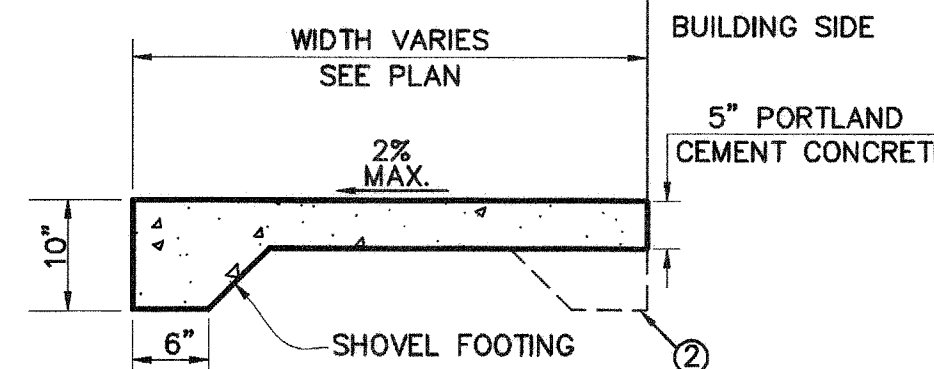 WIDTH VARIES
SEE PLAN
BUILDING SIDE
5" PORTLAND
CEMENT CONCRET
2%
MAX.
10"
6"
SHOVEL FOOTING
2